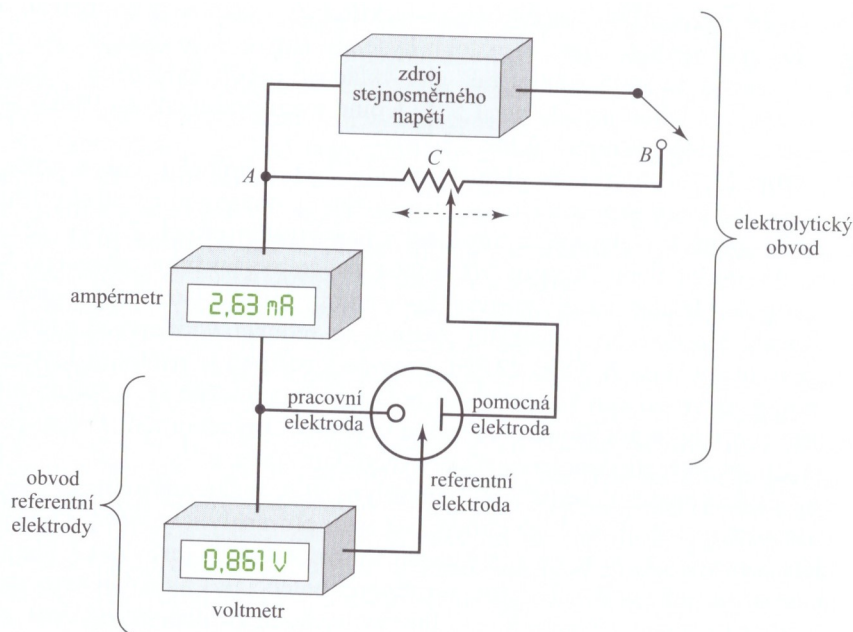 zdroj
stejnosměrného
napětí
A
C
B
elektrolytický
obvod
ampérmetr
2,63 mA
pracovní
elektroda
pomocná
elektroda
referentní
elektroda
obvod
referentní
elektrody
0,861 V
voltmetr